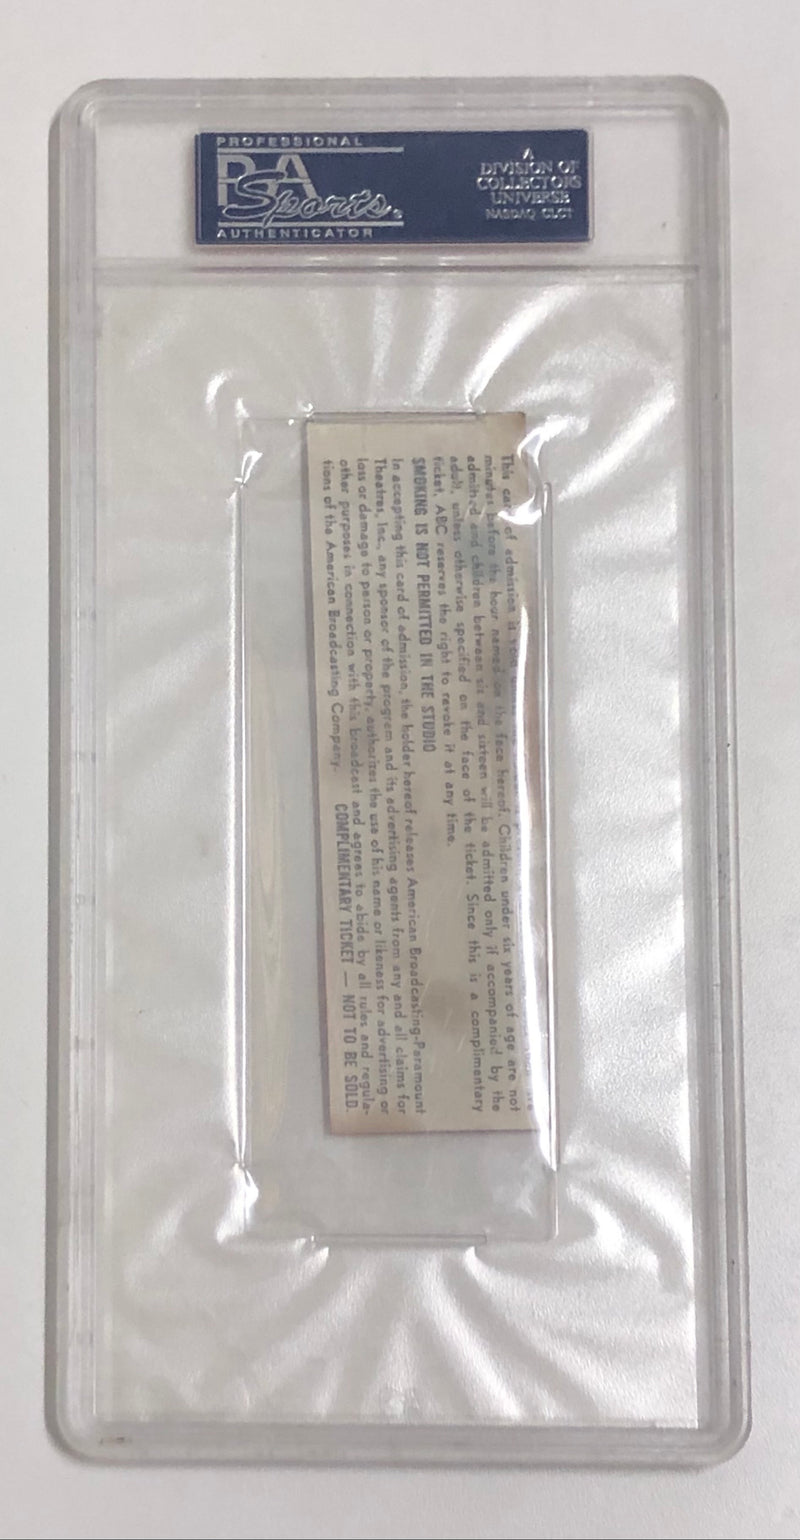 PROFESSIONAL
PSA
Sports
AUTHENTICATOR
A
DIVISION OF
COLLECTORS
UNIVERSE
NASDAQ CLCT
This card of admission is void
minutes before the hour named on the face hereof. Children under six years of age are not
admitted and children between six and sixteen will be admitted only if accompanied by the
adult, unless otherwise specified on the face of the ticket. Since this is a complimentary
ticket, ABC reserves the right to revoke it at any time.
SMOKING IS NOT PERMITTED IN THE STUDIO
In accepting this card of admission, the holder hereof releases American Broadcasting-Paramount
Theatres, Inc., any sponsor of the program and its advertising agents from any and all claims for
loss or damage to person or property, authorizes the use of his name or likeness for advertising or
other purposes in connection with this broadcast and agrees to abide by all rules and regula-
tions of the American Broadcasting Company. COMPLIMENTARY TICKET — NOT TO BE SOLD.